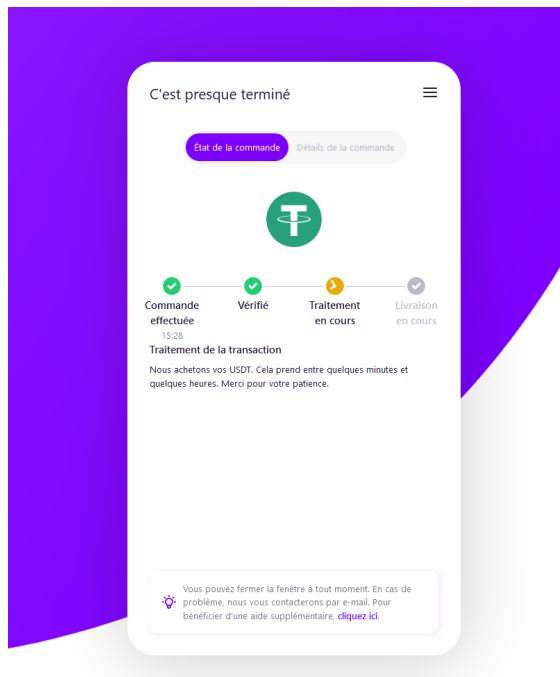 C'est presque terminé
État de la commande
Détails de la commande
Commande effectuée
15:28
Vérifié
Traitement en cours
Livraison en cours
Traitement de la transaction
Nous achetons vos USDT. Cela prend entre quelques minutes et
quelques heures. Merci pour votre patience.
Vous pouvez fermer la fenêtre à tout moment. En cas de
problème, nous vous contacterons par e-mail. Pour
bénéficier d'une aide supplémentaire, cliquez ici.